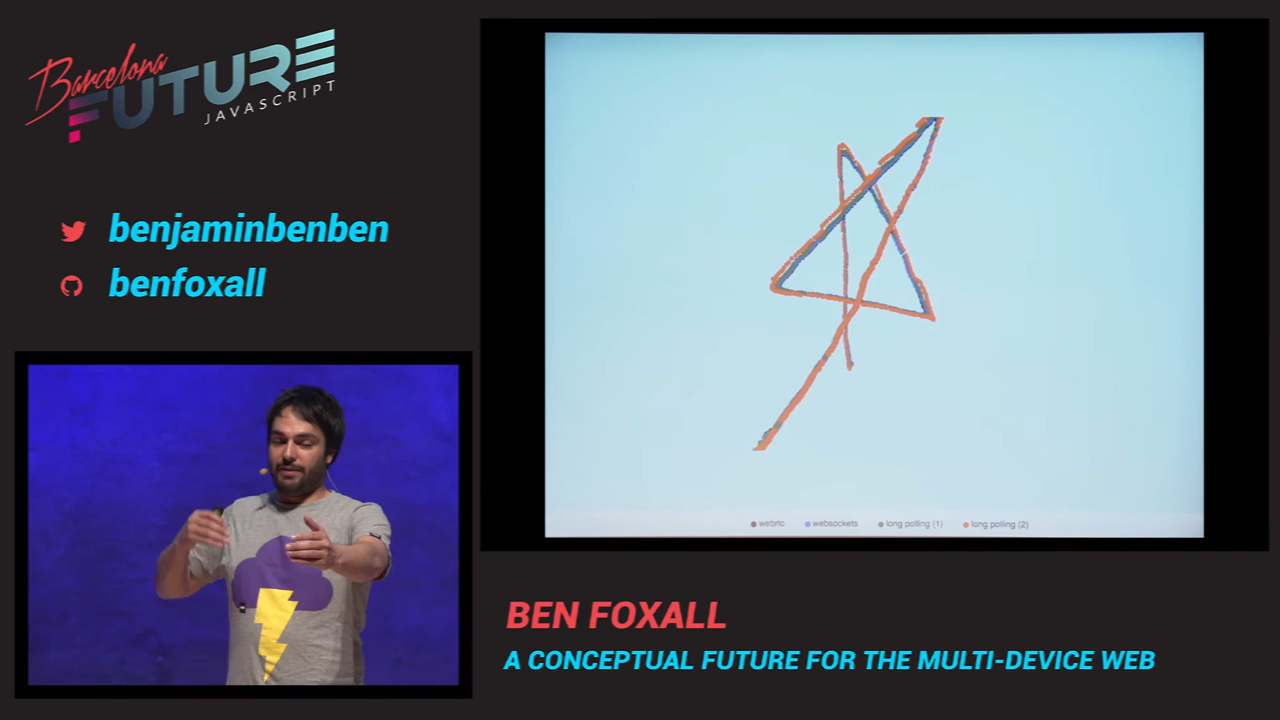 Barcelona
FUTURE
JAVASCRIPT
benjaminbenben
benfoxall
webrtc
websockets
long polling (1)
long polling (2)
BEN FOXALL
A CONCEPTUAL FUTURE FOR THE MULTI-DEVICE WEB